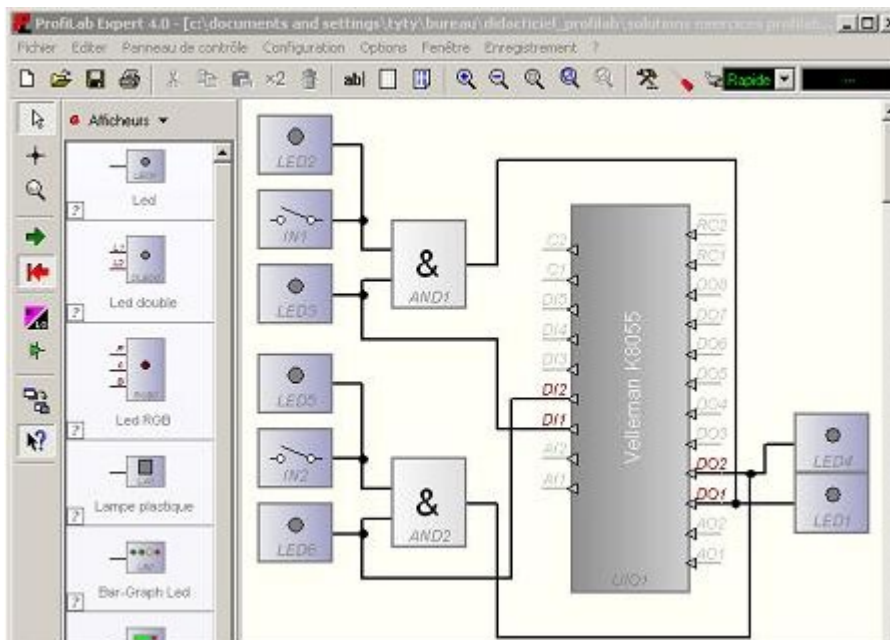 ProfiLab Expert 4.0 - [c:\documents and settings\tyty\bureau\didacticiel_profilab\solutions
Fichier Editer Panneau de contrôle Configuration Options Fenêtre Enregistrement ?
×2 ab| Rapide ---
Afficheurs
Led
Led double
Led RGB
Lampe plastique
Bar-Graph Led
LED2
IN1
LED3
&
AND1
LED5
IN2
LED6
&
AND2
C2
C1
DI5
DI4
DI3
DI2
DI1
AI2
AI1
Velleman K8055
UIO1
RC2
RC1
DO8
DO7
DO6
DO5
DO4
DO3
DO2
DO1
AO2
AO1
LED4
LED1